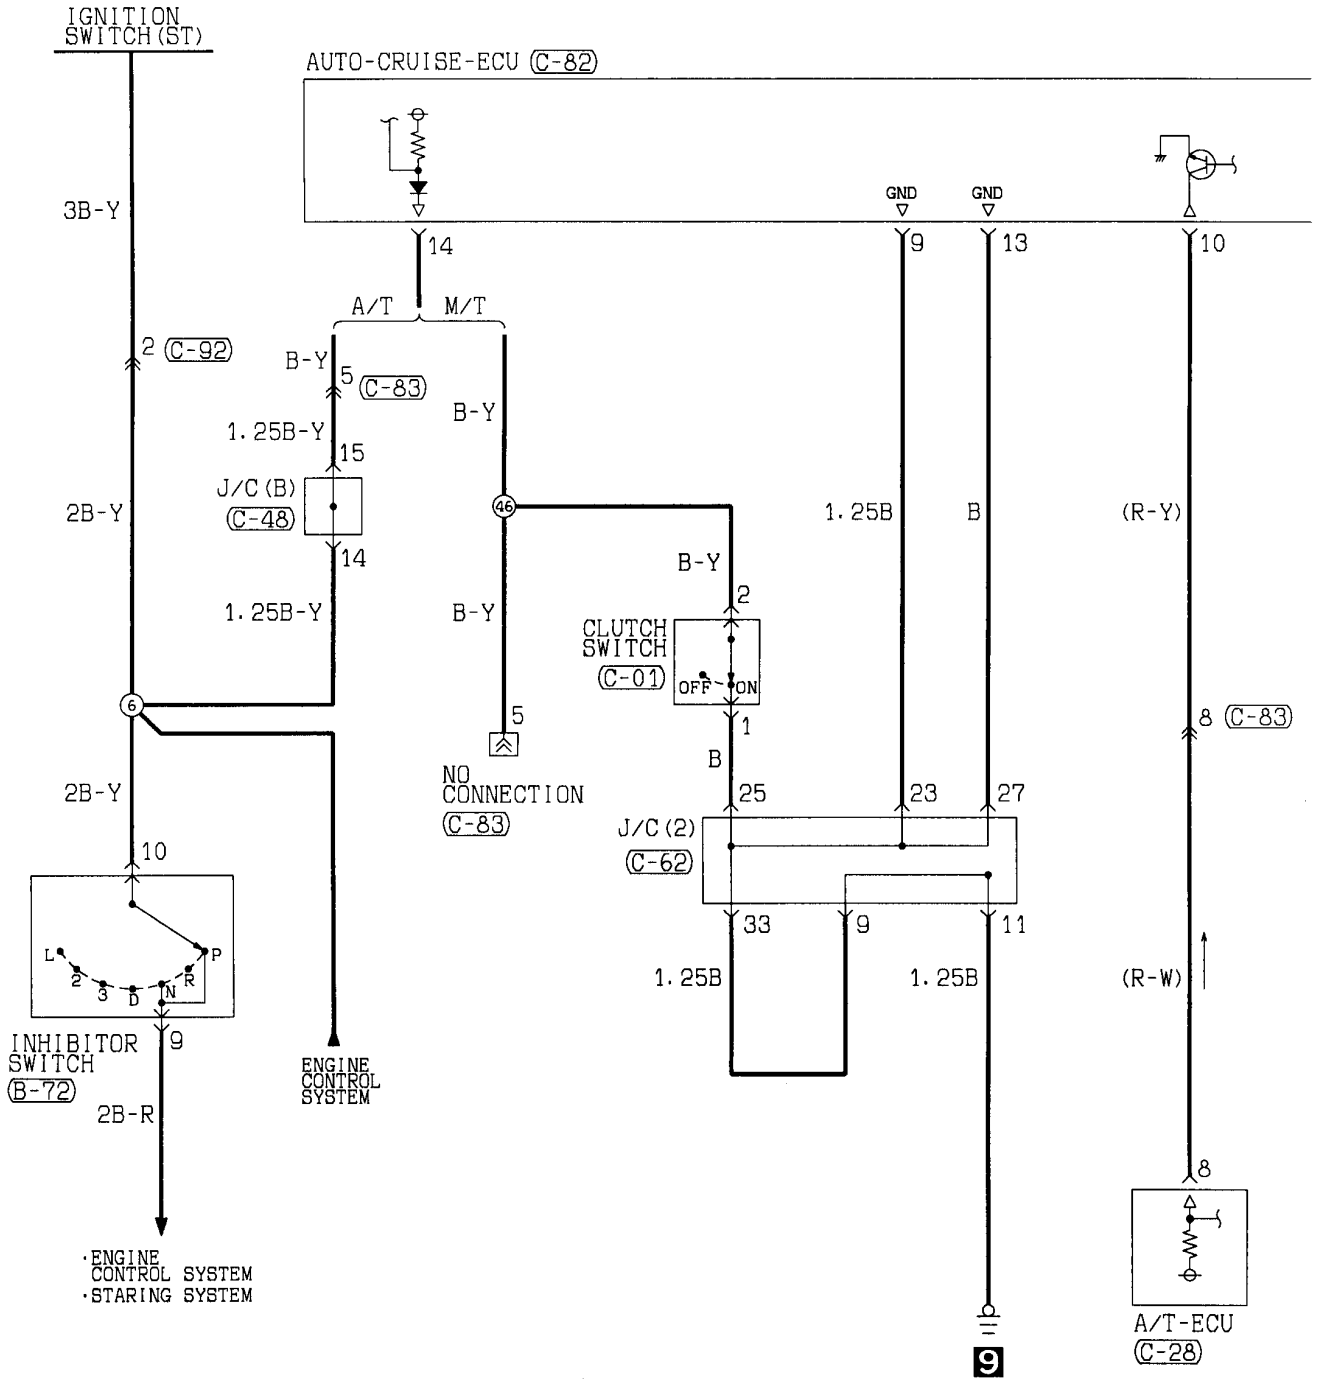 IGNITION
SWITCH(ST)
AUTO-CRUISE-ECU (C-82)
GND
GND
3B-Y
14
9
13
10
A/T
M/T
2 (C-92)
B-Y
5 (C-83)
B-Y
1.25B-Y
15
J/C(B)
(C-48)
2B-Y
46
1.25B
B
(R-Y)
14
B-Y
2
1.25B-Y
B-Y
CLUTCH
SWITCH
(C-01)
OFF
ON
6
5
1
8 (C-83)
B
NO
CONNECTION
(C-83)
2B-Y
25
23
27
J/C(2)
(C-62)
10
33
9
11
L
2
3
D
N
R
P
1.25B
1.25B
(R-W)
INHIBITOR
SWITCH
(B-72)
9
ENGINE
CONTROL
SYSTEM
2B-R
8
·ENGINE
CONTROL SYSTEM
·STARING SYSTEM
9
A/T-ECU
(C-28)